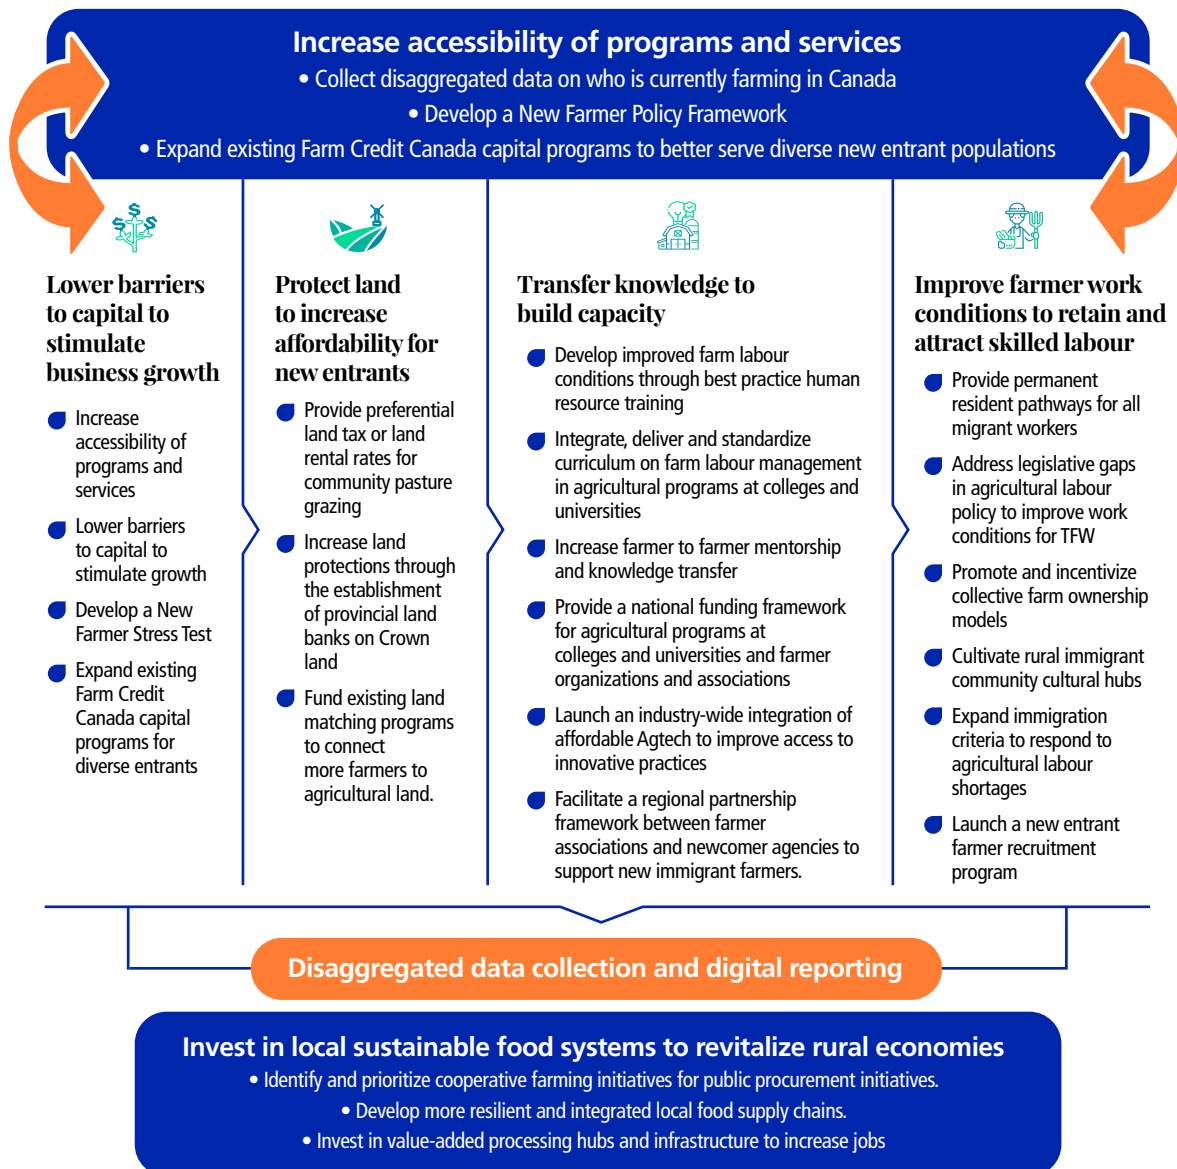 Increase accessibility of programs and services
• Collect disaggregated data on who is currently farming in Canada
• Develop a New Farmer Policy Framework
• Expand existing Farm Credit Canada capital programs to better serve diverse new entrant populations
$ $ $
Lower barriers
to capital to
stimulate
business growth
Increase
accessibility of
programs and
services
Lower barriers
to capital to
stimulate growth
Develop a New
Farmer Stress Test
Expand existing
Farm Credit
Canada capital
programs for
diverse entrants
Protect land
to increase
affordability for
new entrants
Provide preferential
land tax or land
rental rates for
community pasture
grazing
Increase land
protections through
the establishment
of provincial land
banks on Crown
land
Fund existing land
matching programs
to connect
more farmers to
agricultural land.
Transfer knowledge to
build capacity
Develop improved farm labour
conditions through best practice human
resource training
Integrate, deliver and standardize
curriculum on farm labour management
in agricultural programs at colleges and
universities
Increase farmer to farmer mentorship
and knowledge transfer
Provide a national funding framework
for agricultural programs at
colleges and universities and farmer
organizations and associations
Launch an industry-wide integration of
affordable Agtech to improve access to
innovative practices
Facilitate a regional partnership
framework between farmer
associations and newcomer agencies to
support new immigrant farmers.
Improve farmer work
conditions to retain and
attract skilled labour
Provide permanent
resident pathways for all
migrant workers
Address legislative gaps
in agricultural labour
policy to improve work
conditions for TFW
Promote and incentivize
collective farm ownership
models
Cultivate rural immigrant
community cultural hubs
Expand immigration
criteria to respond to
agricultural labour
shortages
Launch a new entrant
farmer recruitment
program
Disaggregated data collection and digital reporting
Invest in local sustainable food systems to revitalize rural economies
• Identify and prioritize cooperative farming initiatives for public procurement initiatives.
• Develop more resilient and integrated local food supply chains.
• Invest in value-added processing hubs and infrastructure to increase jobs